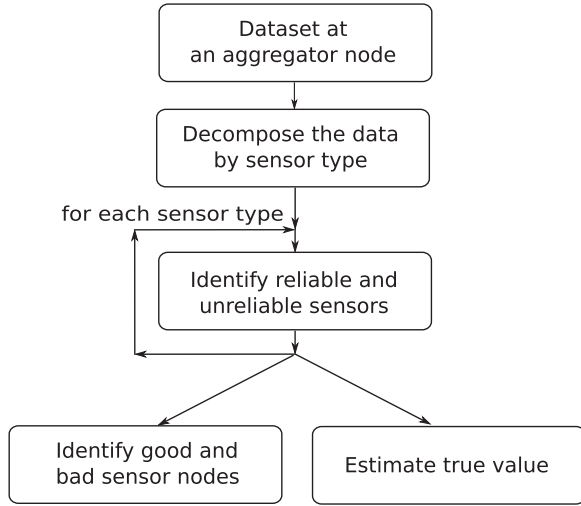 Dataset at
an aggregator node
Decompose the data
by sensor type
for each sensor type
Identify reliable and
unreliable sensors
Identify good and
bad sensor nodes
Estimate true value